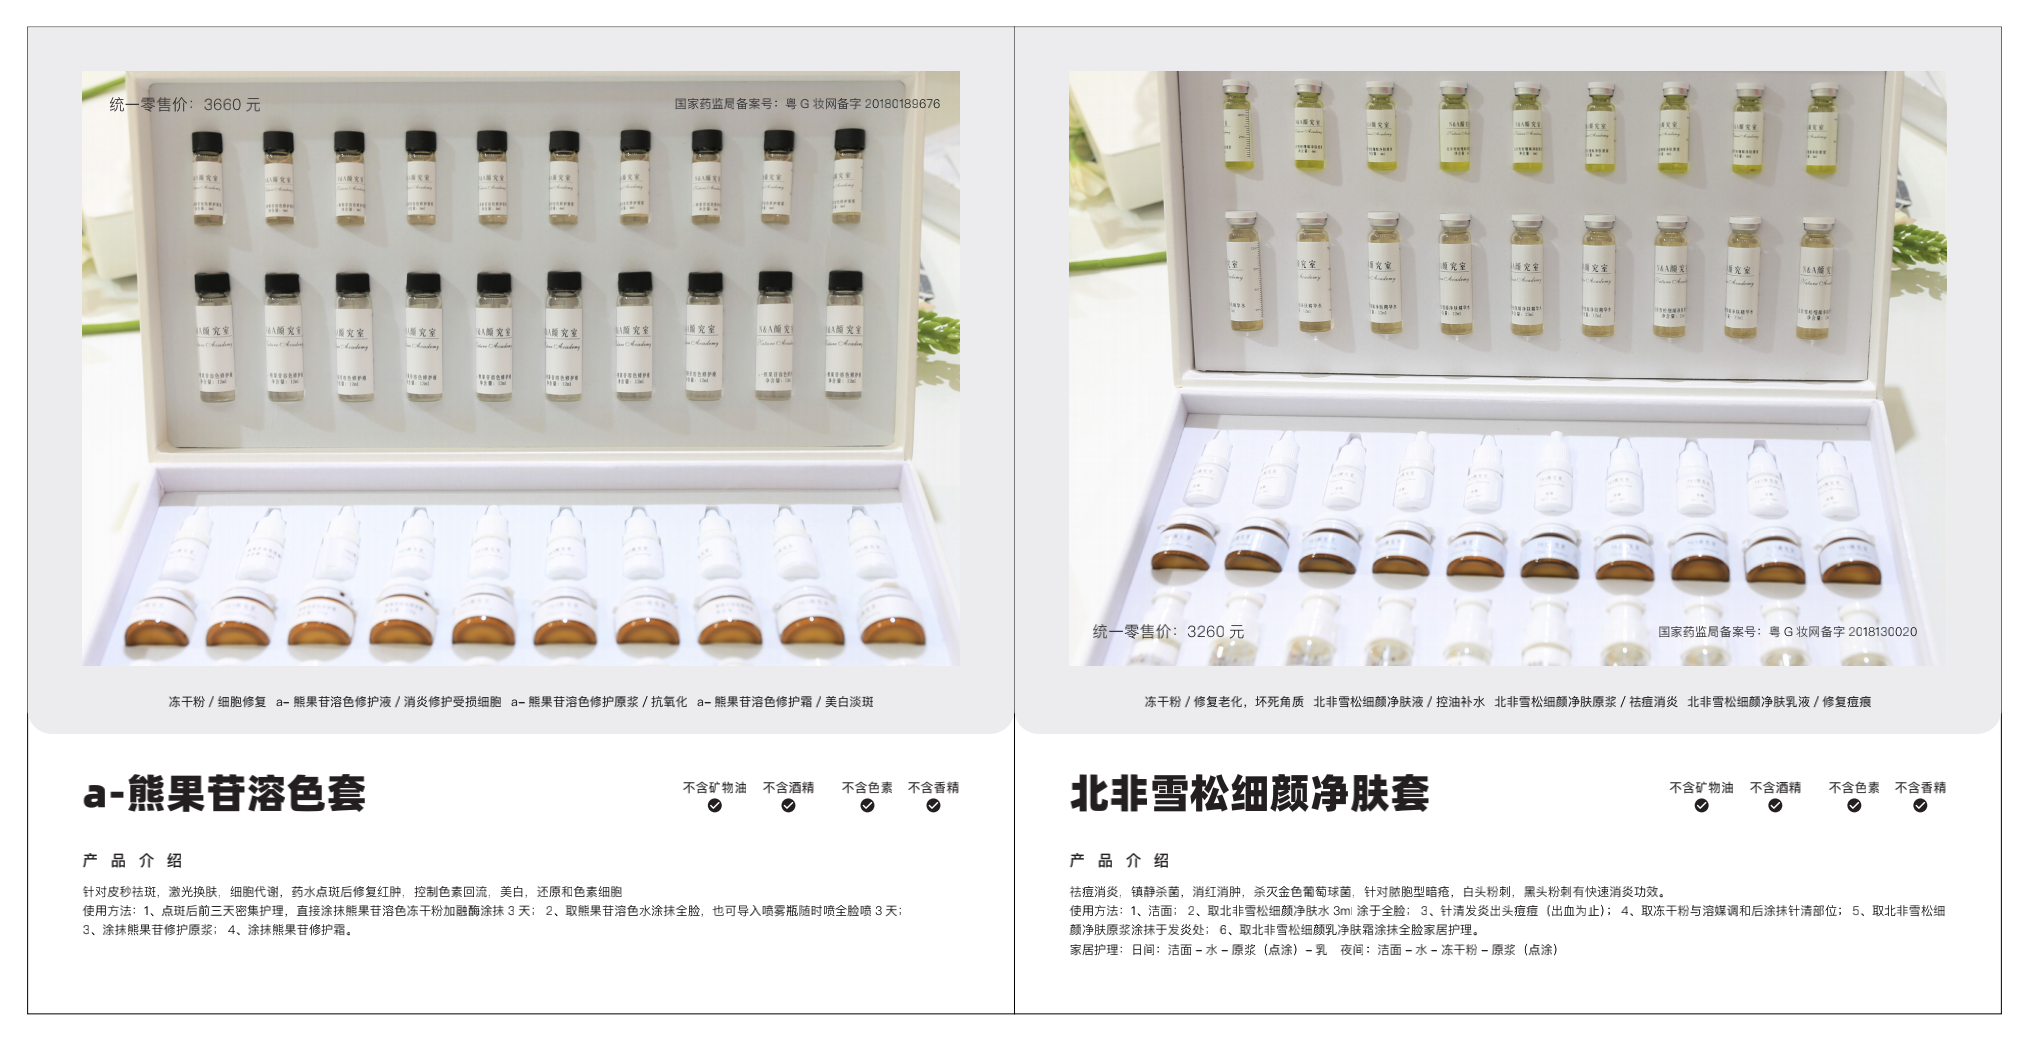 统一零售价：3660 元
国家药监局备案号：粤 G 妆网备字 20180189676
冻干粉 / 细胞修复 a- 熊果苷溶色修护液 / 消炎修护受损细胞 a- 熊果苷溶色修护原浆 / 抗氧化 a- 熊果苷溶色修护霜 / 美白淡斑
a-熊果苷溶色套
不含矿物油 不含酒精 不含色素 不含香精
产品介绍
针对皮秒祛斑，激光换肤，细胞代谢，药水点斑后修复红肿，控制色素回流，美白，还原和色素细胞
使用方法：1、点斑后前三天密集护理，直接涂抹熊果苷溶色冻干粉加融酶涂抹 3 天； 2、取熊果苷溶色水涂抹全脸，也可导入喷雾瓶随时喷全脸喷 3 天；
3、涂抹熊果苷修护原浆； 4、涂抹熊果苷修护霜。
统一零售价：3260 元
国家药监局备案号：粤 G 妆网备字 2018130020
冻干粉 / 修复老化，坏死角质 北非雪松细颜净肤液 / 控油补水 北非雪松细颜净肤原浆 / 祛痘消炎 北非雪松细颜净肤乳液 / 修复痘痕
北非雪松细颜净肤套
不含矿物油 不含酒精 不含色素 不含香精
产品介绍
祛痘消炎，镇静杀菌，消红消肿，杀灭金色葡萄球菌，针对脓胞型暗疮，白头粉刺，黑头粉刺有快速消炎功效。
使用方法：1、洁面； 2、取北非雪松细颜净肤水 3ml 涂于全脸； 3、针清发炎出头痘痘（出血为止）； 4、取冻干粉与溶媒调和后涂抹针清部位； 5、取北非雪松细
颜净肤原浆涂抹于发炎处； 6、取北非雪松细颜乳净肤霜涂抹全脸家居护理。
家居护理：日间：洁面 – 水 – 原浆（点涂）– 乳 夜间：洁面 – 水 – 冻干粉 – 原浆（点涂）